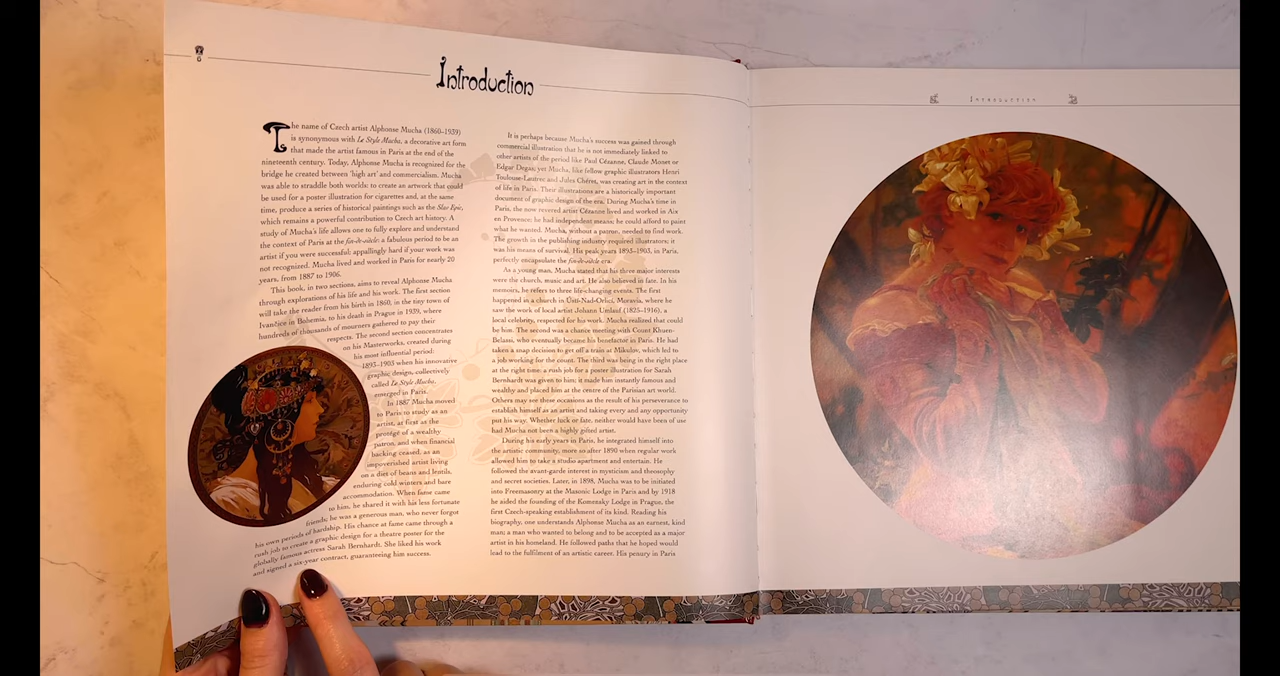 6
Introduction
The name of Czech artist Alphonse Mucha (1860–1939)
is synonymous with Le Style Mucha, a decorative art form
that made the artist famous in Paris at the end of the
nineteenth century. Today, Alphonse Mucha is recognized for the
bridge he created between 'high art' and commercialism. Mucha
was able to straddle both worlds: to create an artwork that could
be used for a poster illustration for cigarettes and, at the same
time, produce a series of historical paintings such as the Slav Epic,
which remains a powerful contribution to Czech art history. A
study of Mucha's life allows one to fully explore and understand
the context of Paris at the fin-de-siècle: a fabulous period to be an
artist if you were successful; appallingly hard if your work was
not recognized. Mucha lived and worked in Paris for nearly 20
years, from 1887 to 1906.
This book, in two sections, aims to reveal Alphonse Mucha
through explorations of his life and his work. The first section
will take the reader from his birth in 1860, in the tiny town of
Ivančice in Bohemia, to his death in Prague in 1939, where
hundreds of thousands of mourners gathered to pay their
respects. The second section concentrates
on his Masterworks, created during
his most influential period:
1893–1903 when his innovative
graphic design, collectively
called Le Style Mucha,
emerged in Paris.
In 1887 Mucha moved
to Paris to study as an
artist, at first as the
protégé of a wealthy
patron, and when financial
backing ceased, as an
impoverished artist living
on a diet of beans and lentils,
enduring cold winters and bare
accommodation. When fame came
to him, he shared it with his less fortunate
friends; he was a generous man, who never forgot
his own periods of hardship. His chance at fame came through a
rush job to create a graphic design for a theatre poster for the
globally famous actress Sarah Bernhardt. She liked his work
and signed a six-year contract, guaranteeing him success.
It is perhaps because Mucha's success was gained through
commercial illustration that he is not immediately linked to
other artists of the period like Paul Cézanne, Claude Monet or
Edgar Degas; yet Mucha, like fellow graphic illustrators Henri
Toulouse-Lautrec and Jules Chéret, was creating art in the context
of life in Paris. Their illustrations are a historically important
document of graphic design of the era. During Mucha's time in
Paris, the now revered artist Cézanne lived and worked in Aix
en Provence; he had independent means; he could afford to paint
what he wanted. Mucha, without a patron, needed to find work.
The growth in the publishing industry required illustrators; it
was his means of survival. His peak years 1893–1903, in Paris,
perfectly encapsulate the fin-de-siècle era.
As a young man, Mucha stated that his three major interests
were the church, music and art. He also believed in fate. In his
memoirs, he refers to three life-changing events. The first
happened in a church in Ústí-Nad-Orlicí, Moravia, where he
saw the work of local artist Johann Umlauf (1825–1916), a
local celebrity, respected for his work. Mucha realized that could
be him. The second was a chance meeting with Count Khuen-
Belassi, who eventually became his benefactor in Paris. He had
taken a snap decision to get off a train at Mikulov, which led to
a job working for the count. The third was being in the right place
at the right time: a rush job for a poster illustration for Sarah
Bernhardt was given to him; it made him instantly famous and
wealthy and placed him at the centre of the Parisian art world.
Others may see those occasions as the result of his perseverance to
establish himself as an artist and taking every and any opportunity
put his way. Whether luck or fate, neither would have been of use
had Mucha not been a highly gifted artist.
During his early years in Paris, he integrated himself into
the artistic community, more so after 1890 when regular work
allowed him to take a studio apartment and entertain. He
followed the avant-garde interest in mysticism and theosophy
and secret societies. Later, in 1898, Mucha was to be initiated
into Freemasonry at the Masonic Lodge in Paris and by 1918
he aided the founding of the Komensky Lodge in Prague, the
first Czech-speaking establishment of its kind. Reading his
biography, one understands Alphonse Mucha as an earnest, kind
man; a man who wanted to belong and to be accepted as a major
artist in his homeland. He followed paths that he hoped would
lead to the fulfilment of an artistic career. His penury in Paris
Introduction